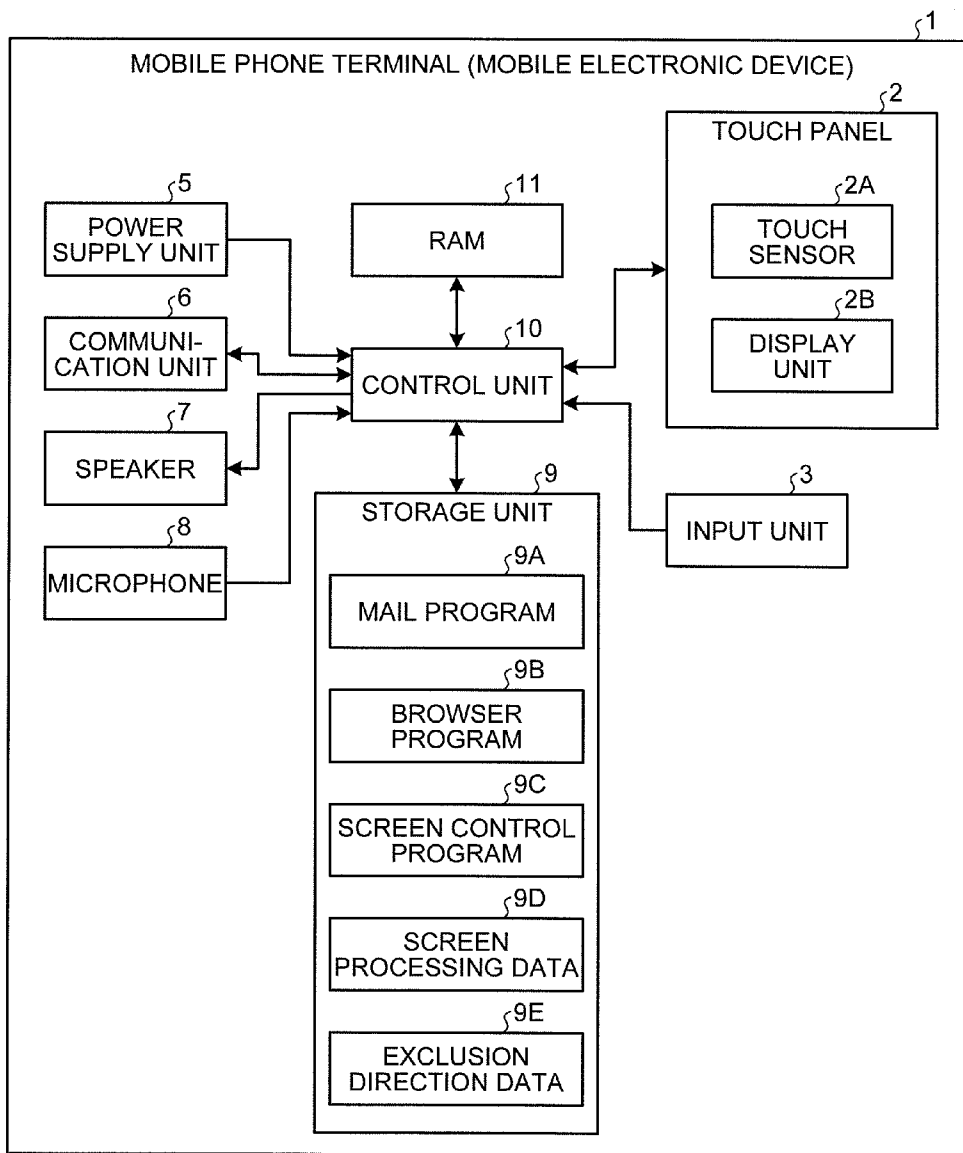 1
MOBILE PHONE TERMINAL (MOBILE ELECTRONIC DEVICE)
2
TOUCH PANEL
2A
TOUCH
SENSOR
2B
DISPLAY
UNIT
5
POWER
SUPPLY UNIT
11
RAM
6
COMMUNI-
CATION UNIT
10
CONTROL UNIT
7
SPEAKER
8
MICROPHONE
3
INPUT UNIT
9
STORAGE UNIT
9A
MAIL PROGRAM
9B
BROWSER
PROGRAM
9C
SCREEN CONTROL
PROGRAM
9D
SCREEN
PROCESSING DATA
9E
EXCLUSION
DIRECTION DATA